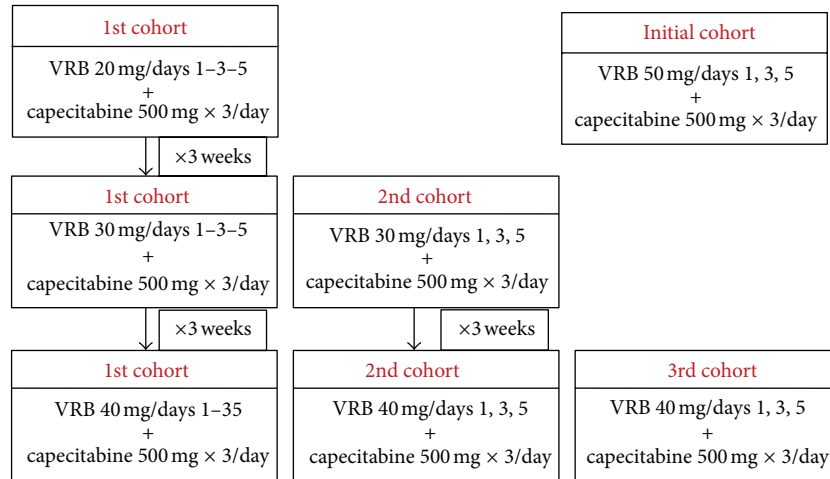 1st cohort
VRB 20 mg/days 1–3–5
+
capecitabine 500 mg × 3/day
Initial cohort
VRB 50 mg/days 1, 3, 5
+
capecitabine 500 mg × 3/day
×3 weeks
1st cohort
VRB 30 mg/days 1–3–5
+
capecitabine 500 mg × 3/day
2nd cohort
VRB 30 mg/days 1, 3, 5
+
capecitabine 500 mg × 3/day
×3 weeks
×3 weeks
1st cohort
VRB 40 mg/days 1–35
+
capecitabine 500 mg × 3/day
2nd cohort
VRB 40 mg/days 1, 3, 5
+
capecitabine 500 mg × 3/day
3rd cohort
VRB 40 mg/days 1, 3, 5
+
capecitabine 500 mg × 3/day